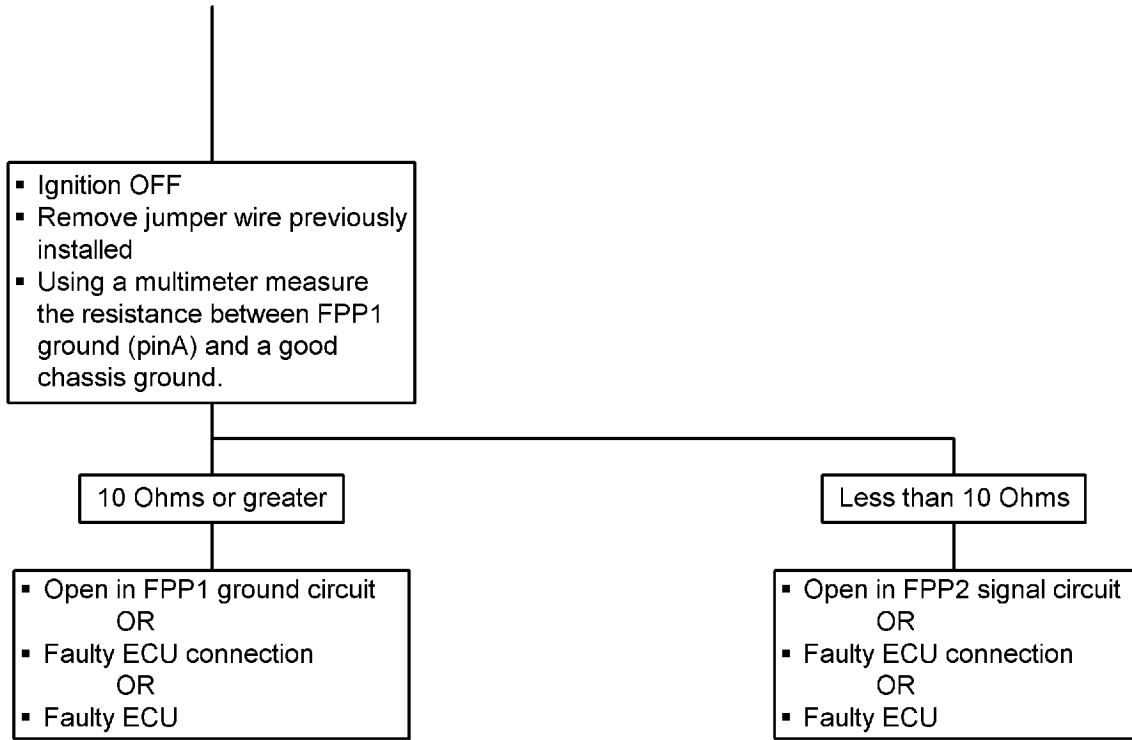 ▪ Ignition OFF
▪ Remove jumper wire previously
installed
▪ Using a multimeter measure
the resistance between FPP1
ground (pinA) and a good
chassis ground.
10 Ohms or greater
Less than 10 Ohms
▪ Open in FPP1 ground circuit
OR
▪ Faulty ECU connection
OR
▪ Faulty ECU
▪ Open in FPP2 signal circuit
OR
▪ Faulty ECU connection
OR
▪ Faulty ECU